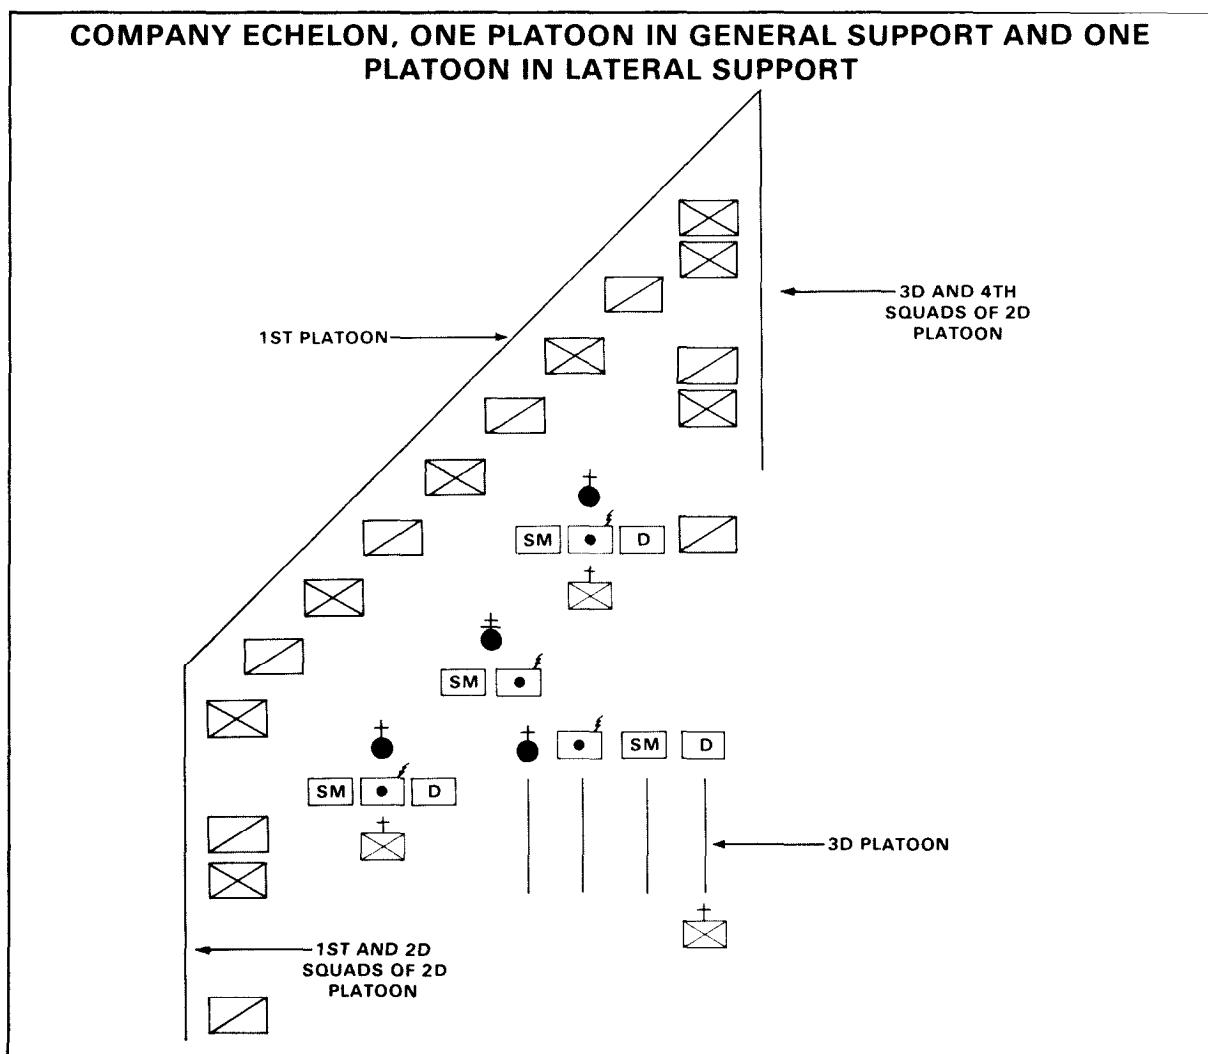 COMPANY ECHELON, ONE PLATOON IN GENERAL SUPPORT AND ONE
PLATOON IN LATERAL SUPPORT
3D AND 4TH
SQUADS OF 2D
PLATOON
1ST PLATOON
SM
D
SM
SM
D
SM
D
3D PLATOON
1ST AND 2D
SQUADS OF 2D
PLATOON